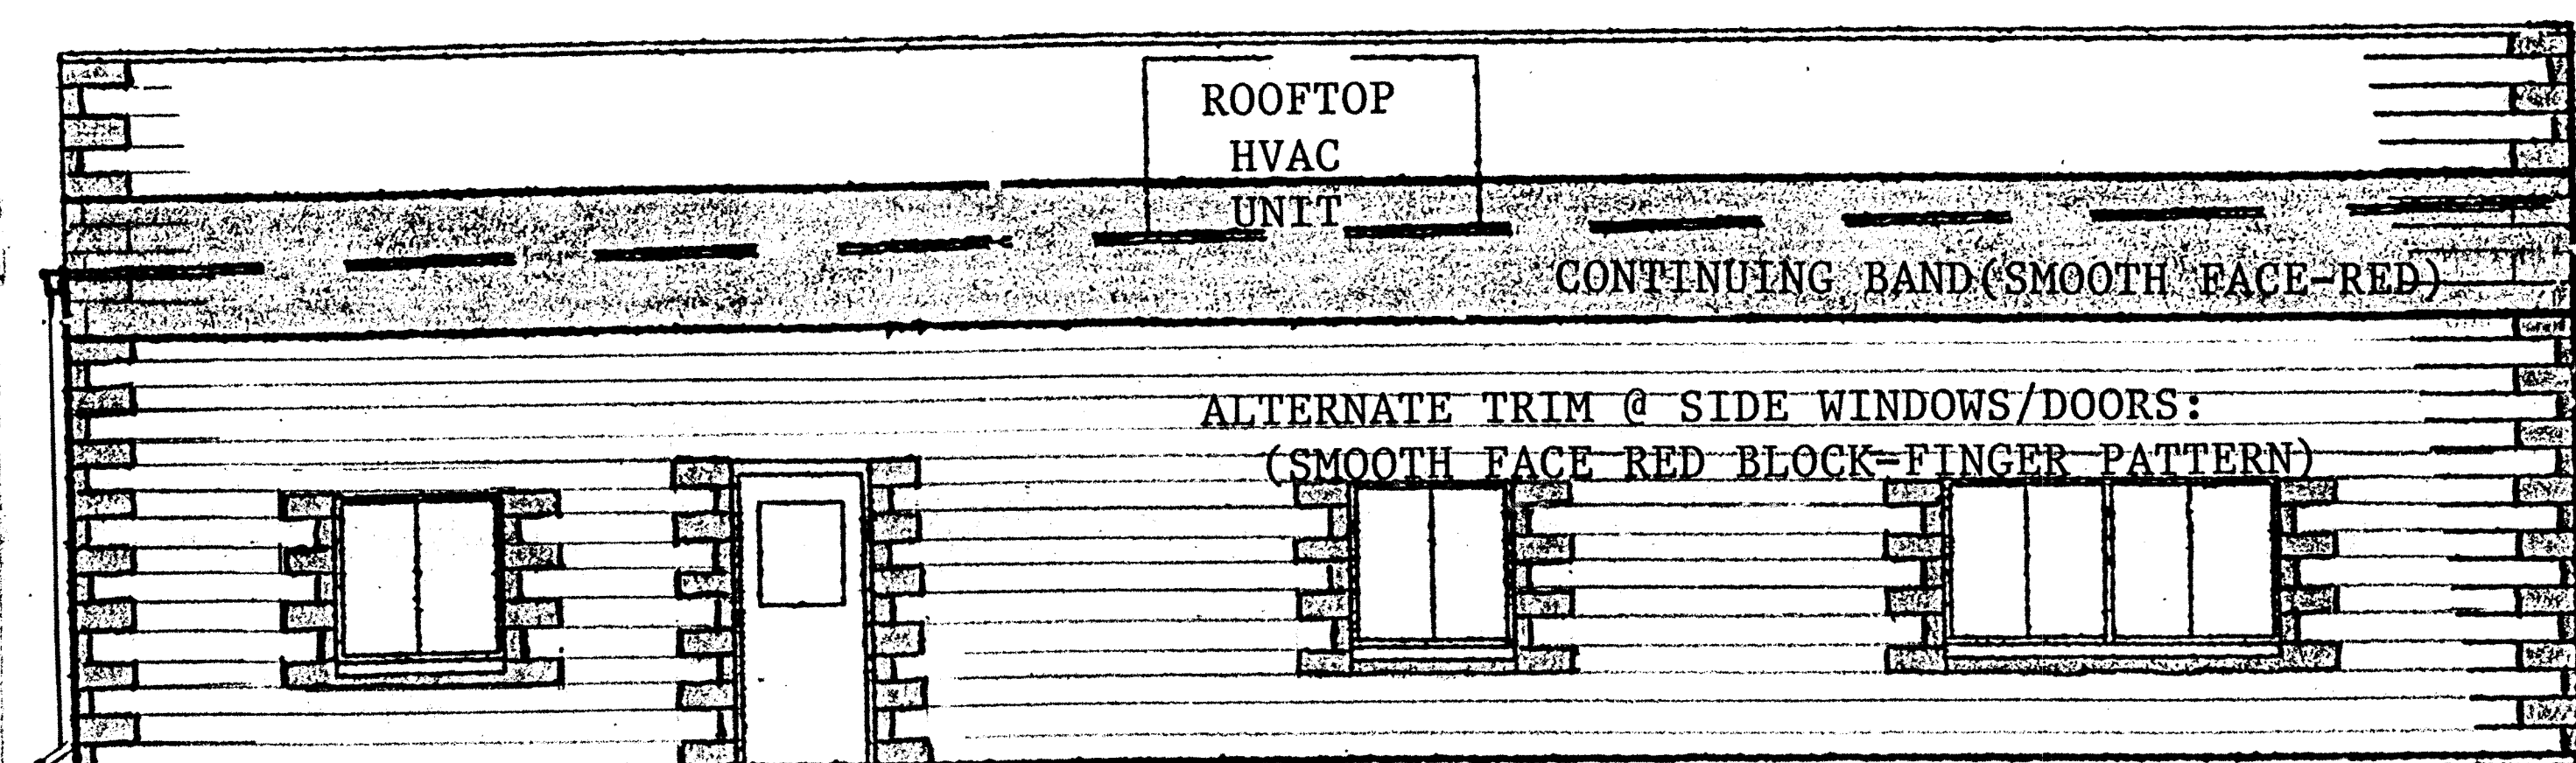 ROOFTOP
HVAC
UNIT
CONTINUING BAND(SMOOTH FACE-RED)
ALTERNATE TRIM @ SIDE WINDOWS/DOORS:
(SMOOTH FACE RED BLOCK-FINGER PATTERN)